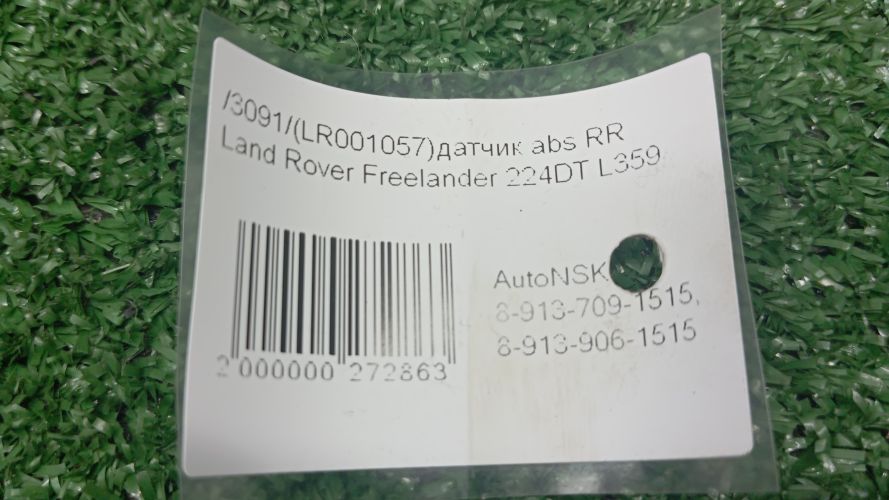 /3091/(LR001057)датчик abs RR
Land Rover Freelander 224DT L359
AutoNSK
8-913-709-1515,
8-913-906-1515
2 000000 272863